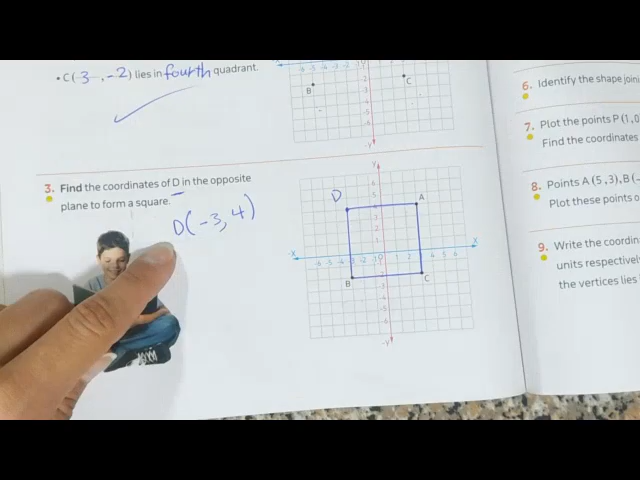 • C(3, -2) lies in fourth quadrant.
B
C
-y
3. Find the coordinates of D in the opposite
plane to form a square.
D(-3, 4)
y
D
A
-x
x
B
C
-y
6. Identify the shape joini
7. Plot the points P (1,0
Find the coordinates
8. Points A (5,3), B (-
Plot these points o
9. Write the coordin
units respectively
the vertices lies